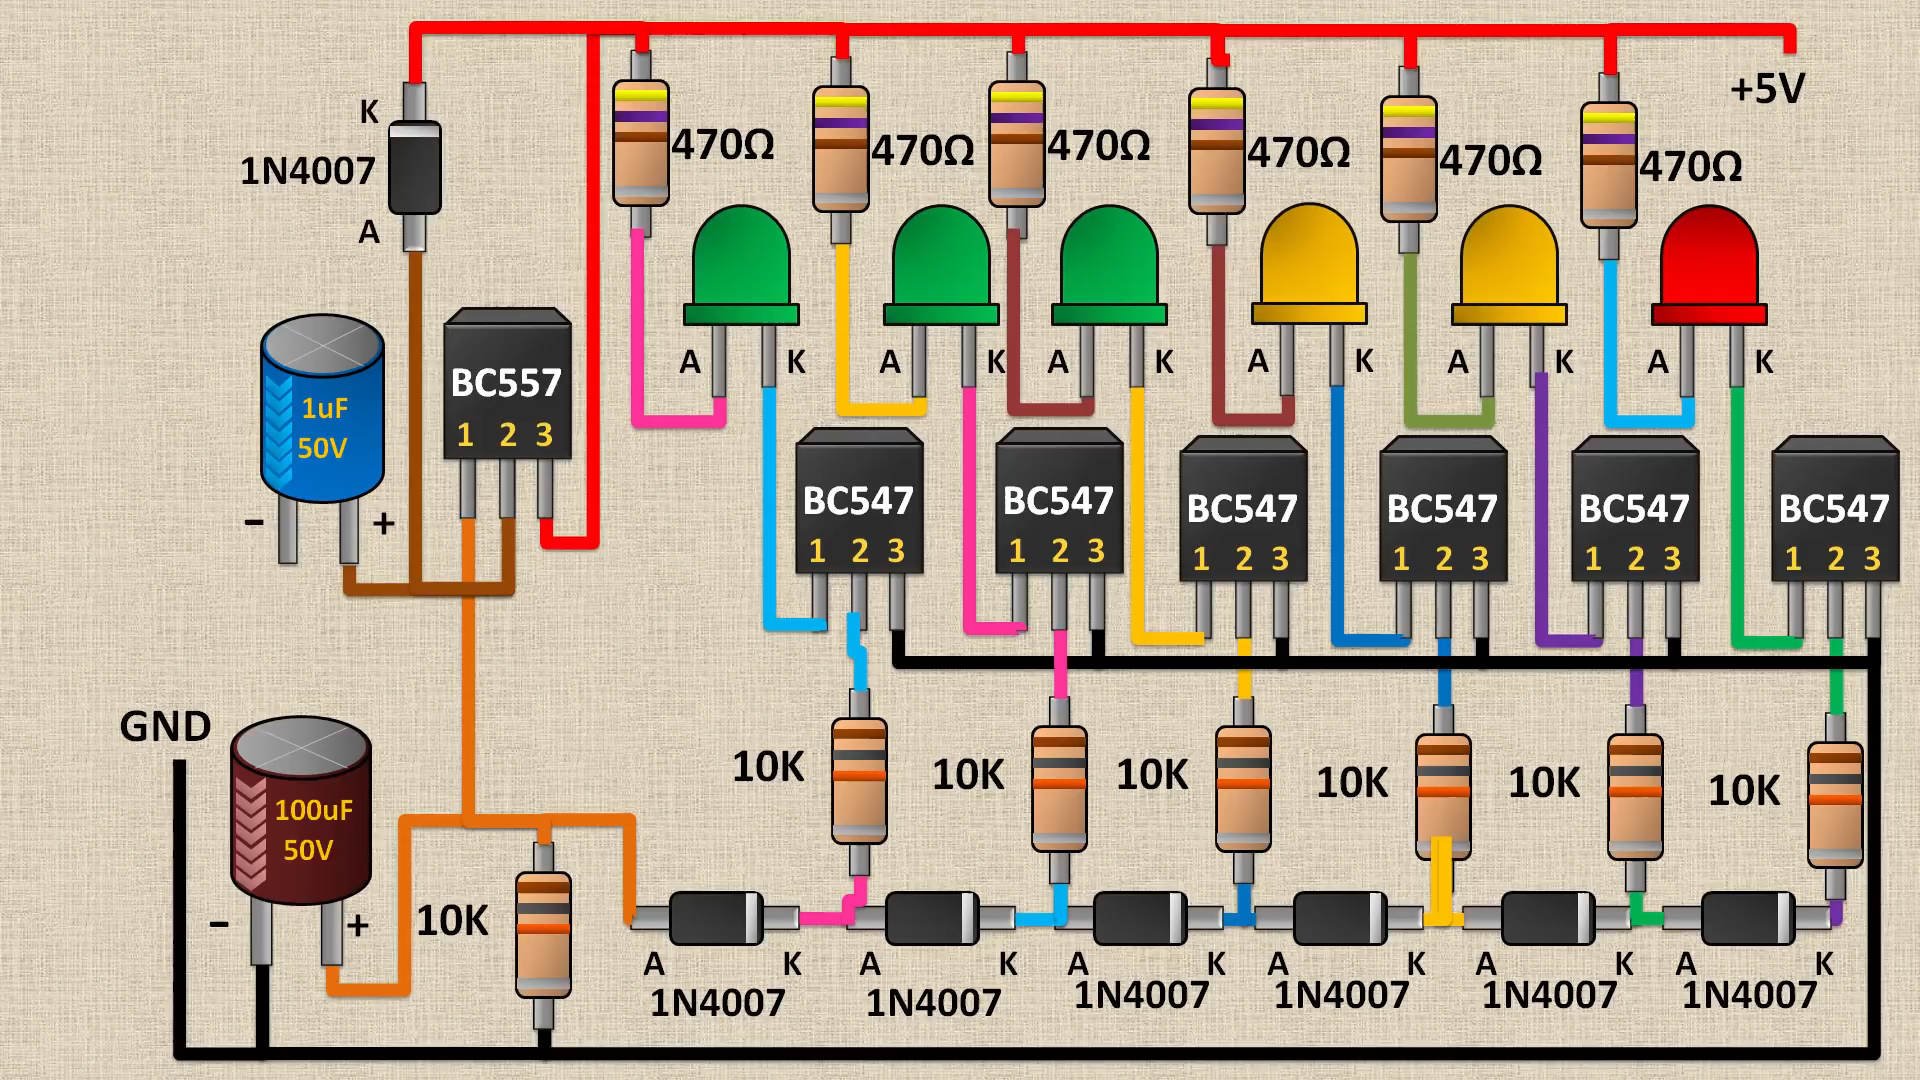 +5V
K
1N4007
A
470Ω
470Ω
470Ω
470Ω
470Ω
470Ω
A K
A K
A K
A K
A K
A K
1uF
50V
- +
BC557
1 2 3
BC547
1 2 3
BC547
1 2 3
BC547
1 2 3
BC547
1 2 3
BC547
1 2 3
BC547
1 2 3
GND
100uF
50V
- +
10K
10K
10K
10K
10K
10K
10K
A K
1N4007
A K
1N4007
A K
1N4007
A K
1N4007
A K
1N4007
A K
1N4007